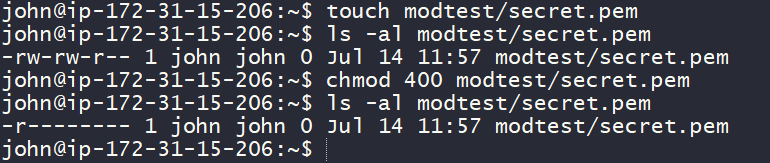 john@ip-172-31-15-206:~$ touch modtest/secret.pem
john@ip-172-31-15-206:~$ ls -al modtest/secret.pem
-rw-rw-r-- 1 john john 0 Jul 14 11:57 modtest/secret.pem
john@ip-172-31-15-206:~$ chmod 400 modtest/secret.pem
john@ip-172-31-15-206:~$ ls -al modtest/secret.pem
-r-------- 1 john john 0 Jul 14 11:57 modtest/secret.pem
john@ip-172-31-15-206:~$